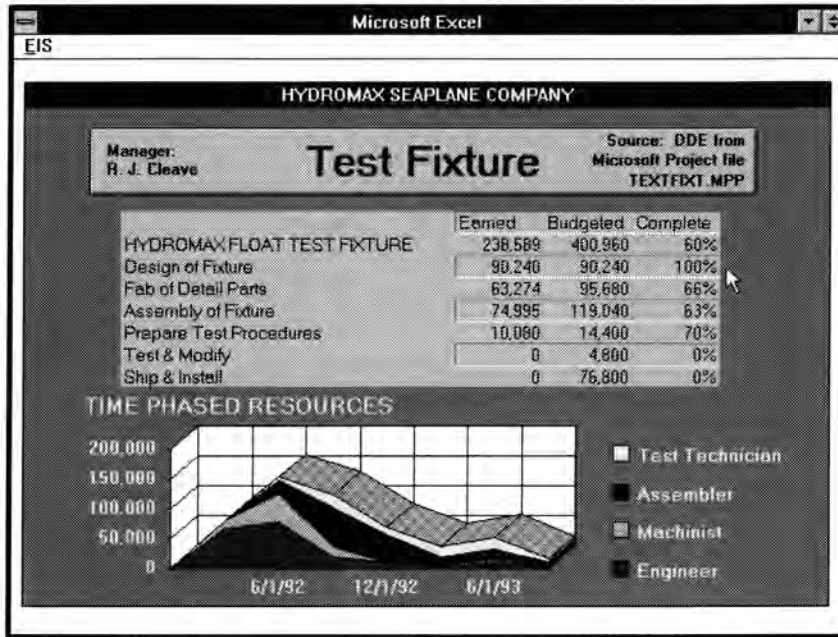 Microsoft Excel
EIS
HYDROMAX SEAPLANE COMPANY
Manager:
R. J. Cleave
Test Fixture
Source: DDE from
Microsoft Project file
TEXTFIXT.MPP
Earned Budgeted Complete
HYDROMAX FLOAT TEST FIXTURE 238,589 400,960 60%
Design of Fixture 90,240 90,240 100%
Fab of Detail Parts 63,274 95,680 66%
Assembly of Fixture 74,995 119,040 63%
Prepare Test Procedures 10,080 14,400 70%
Test & Modify 0 4,800 0%
Ship & Install 0 76,800 0%
TIME PHASED RESOURCES
200,000
150,000
100,000
50,000
0
6/1/92 12/1/92 6/1/93
Test Technician
Assembler
Machinist
Engineer